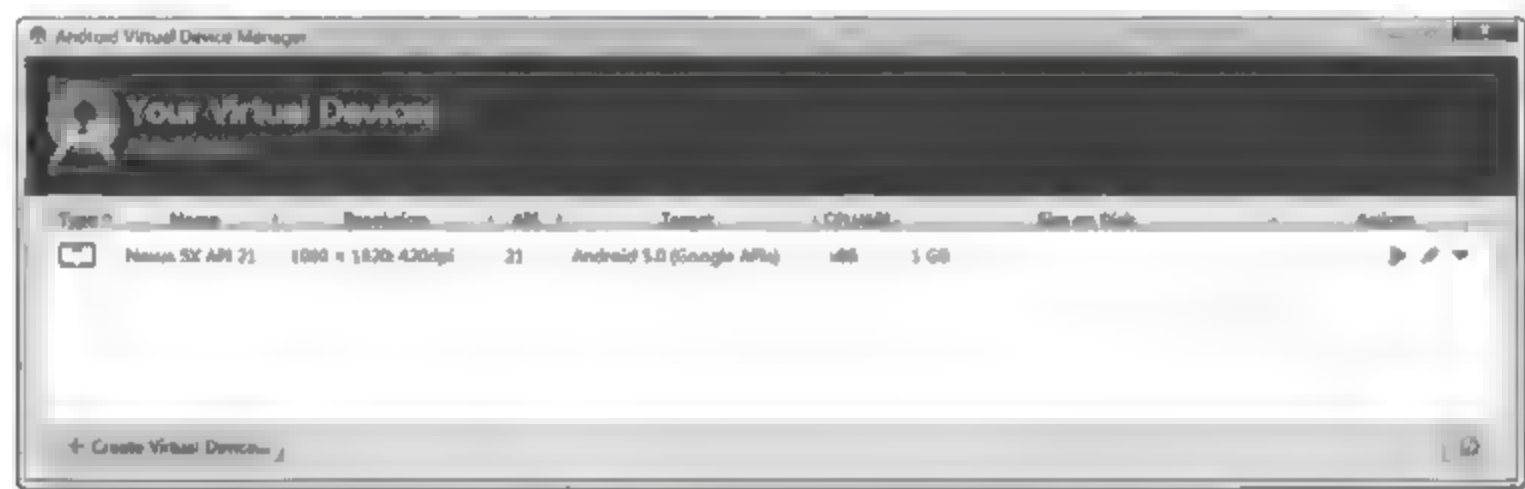 Android Virtual Device Manager
Your Virtual Devices
Type Name Resolution API Target CPU/ABI Size on Disk Actions
Nexus 5X API 21 1080 × 1920: 420dpi 21 Android 5.0 (Google APIs) x86 1 GB
+ Create Virtual Device...